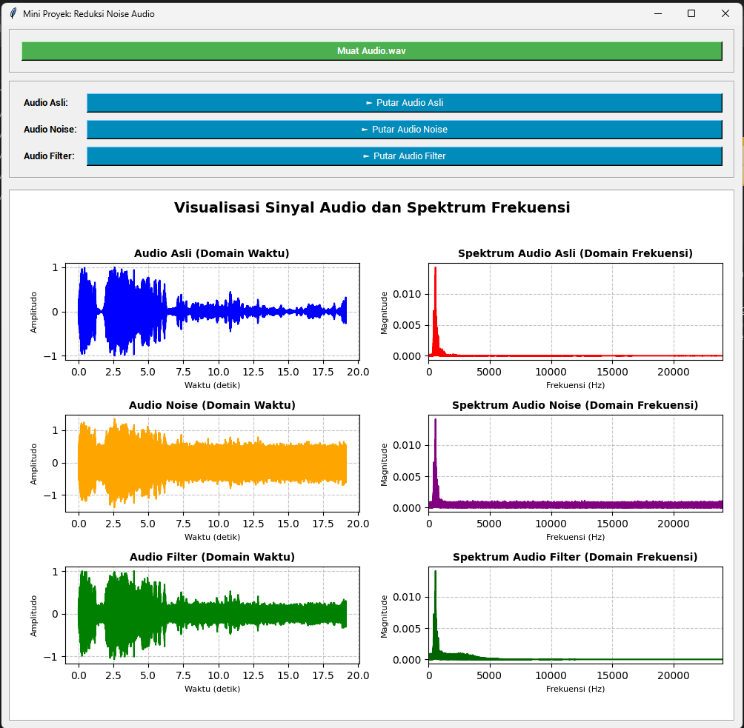 Mini Proyek: Reduksi Noise Audio
Muat Audio.wav
Audio Asli: ► Putar Audio Asli
Audio Noise: ► Putar Audio Noise
Audio Filter: ► Putar Audio Filter
Visualisasi Sinyal Audio dan Spektrum Frekuensi
Audio Asli (Domain Waktu)
Amplitudo
1
0
−1
0.0 2.5 5.0 7.5 10.0 12.5 15.0 17.5 20.0
Waktu (detik)
Spektrum Audio Asli (Domain Frekuensi)
Magnitude
0.010
0.005
0.000
0 5000 10000 15000 20000
Frekuensi (Hz)
Audio Noise (Domain Waktu)
Amplitudo
1
0
−1
0.0 2.5 5.0 7.5 10.0 12.5 15.0 17.5 20.0
Waktu (detik)
Spektrum Audio Noise (Domain Frekuensi)
Magnitude
0.010
0.005
0.000
0 5000 10000 15000 20000
Frekuensi (Hz)
Audio Filter (Domain Waktu)
Amplitudo
1
0
−1
0.0 2.5 5.0 7.5 10.0 12.5 15.0 17.5 20.0
Waktu (detik)
Spektrum Audio Filter (Domain Frekuensi)
Magnitude
0.010
0.005
0.000
0 5000 10000 15000 20000
Frekuensi (Hz)